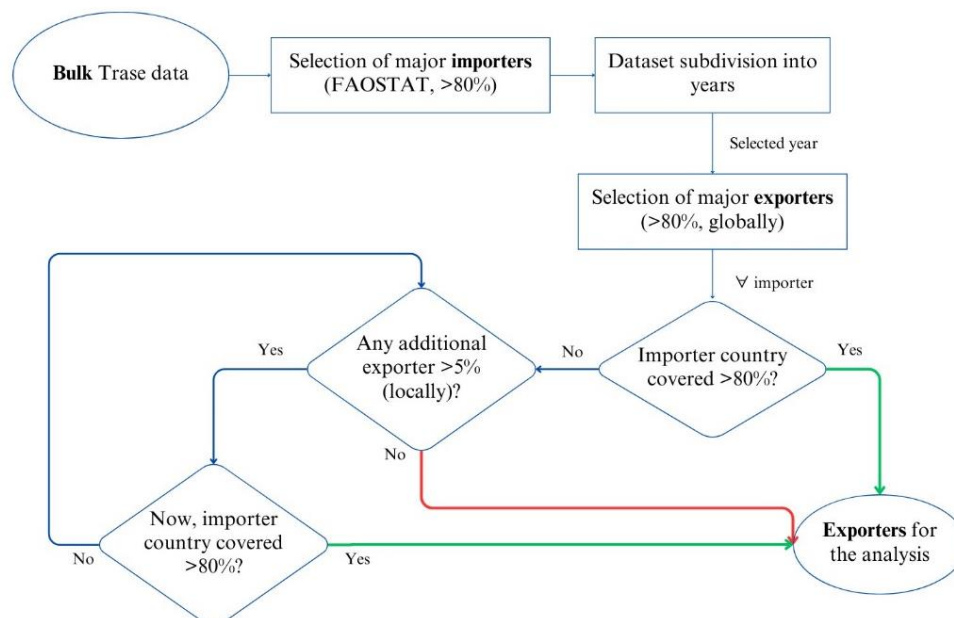 Bulk Trase data
Selection of major importers
(FAOSTAT, >80%)
Dataset subdivision into
years
Selected year
Selection of major exporters
(>80%, globally)
∀ importer
Importer country
covered >80%?
Yes
No
Any additional
exporter >5%
(locally)?
Yes
No
Now, importer
country covered
>80%?
No
Yes
Exporters for
the analysis